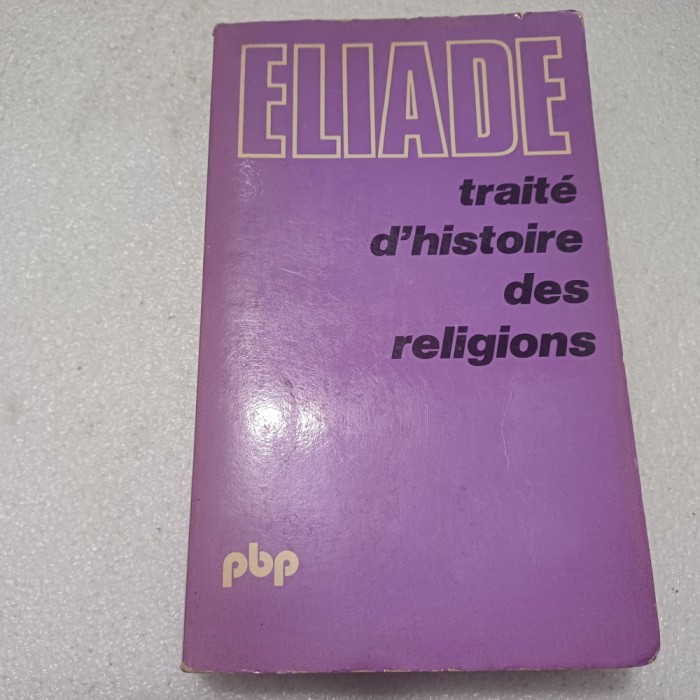 ELIADE
traité
d'histoire
des
religions
pbp